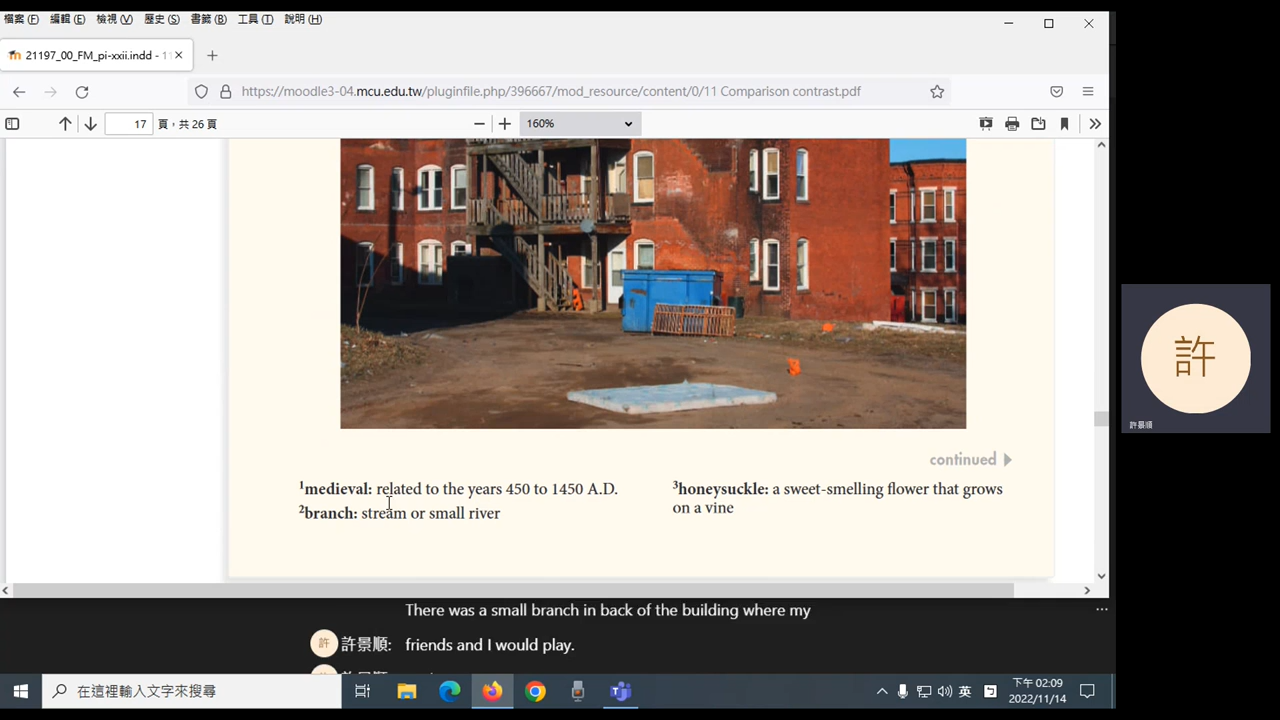 檔案(F) 編輯(E) 檢視(V) 歷史(S) 書籤(B) 工具(T) 說明(H)
21197_00_FM_pi-xxii.indd - 11
https://moodle3-04.mcu.edu.tw/pluginfile.php/396667/mod_resource/content/0/11 Comparison contrast.pdf
17 頁，共 26 頁
160%
continued
1medieval: related to the years 450 to 1450 A.D.
2branch: stream or small river
3honeysuckle: a sweet-smelling flower that grows
on a vine
There was a small branch in back of the building where my
許 許景順: friends and I would play.
在這裡輸入文字來搜尋
英
下午 02:09
2022/11/14
許
許景順